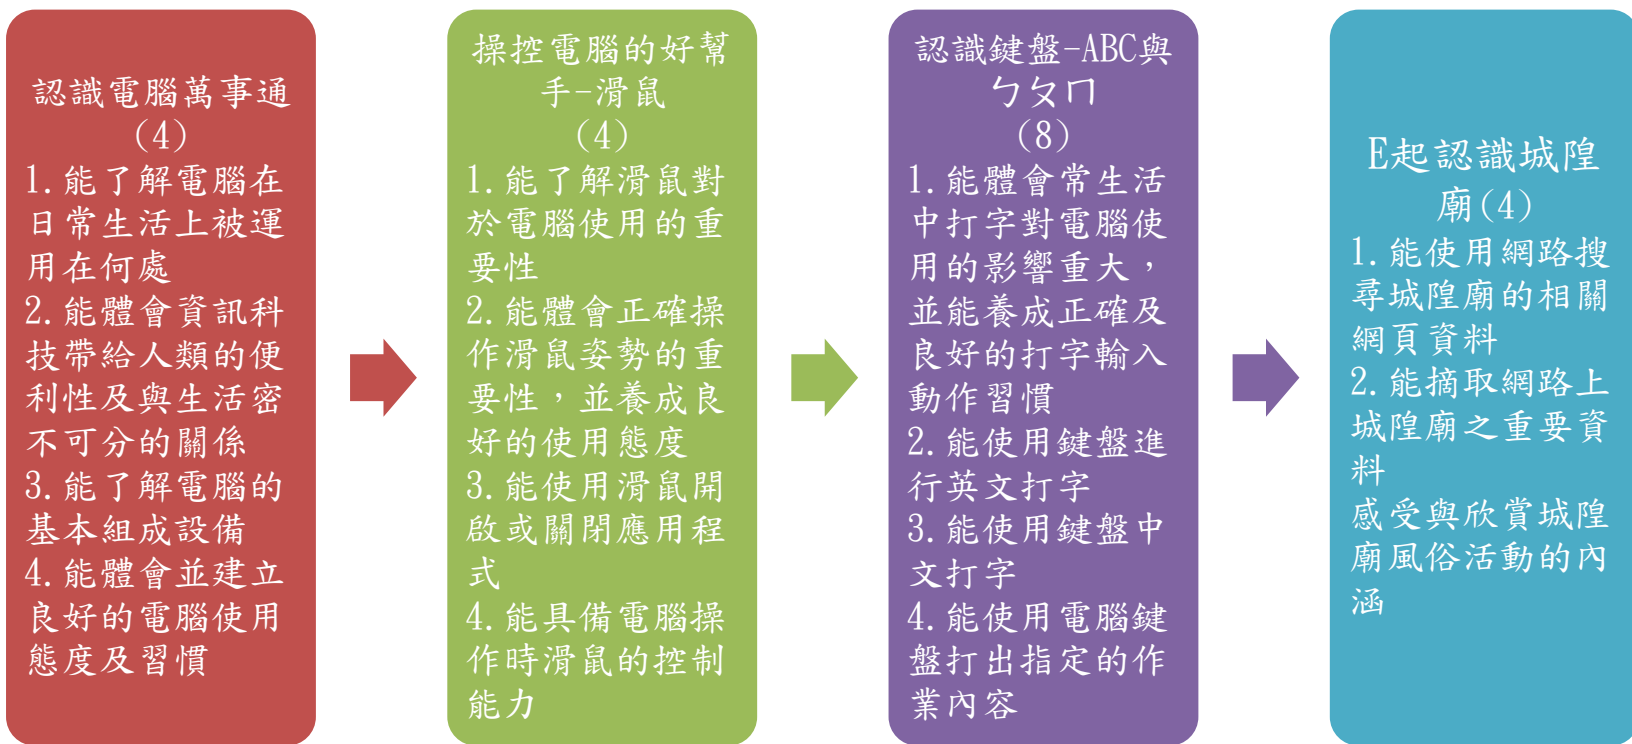 認識電腦萬事通
(4)
1.能了解電腦在
日常生活上被運
用在何處
2.能體會資訊科
技帶給人類的便
利性及與生活密
不可分的關係
3.能了解電腦的
基本組成設備
4.能體會並建立
良好的電腦使用
態度及習慣
操控電腦的好幫
手-滑鼠
(4)
1.能了解滑鼠對
於電腦使用的重
要性
2.能體會正確操
作滑鼠姿勢的重
要性，並養成良
好的使用態度
3.能使用滑鼠開
啟或關閉應用程
式
4.能具備電腦操
作時滑鼠的控制
能力
認識鍵盤-ABC與
ㄅㄆㄇ
(8)
1.能體會常生活
中打字對電腦使
用的影響重大，
並能養成正確及
良好的打字輸入
動作習慣
2.能使用鍵盤進
行英文打字
3.能使用鍵盤中
文打字
4.能使用電腦鍵
盤打出指定的作
業內容
E起認識城隍
廟(4)
1.能使用網路搜
尋城隍廟的相關
網頁資料
2.能摘取網路上
城隍廟之重要資
料
感受與欣賞城隍
廟風俗活動的內
涵